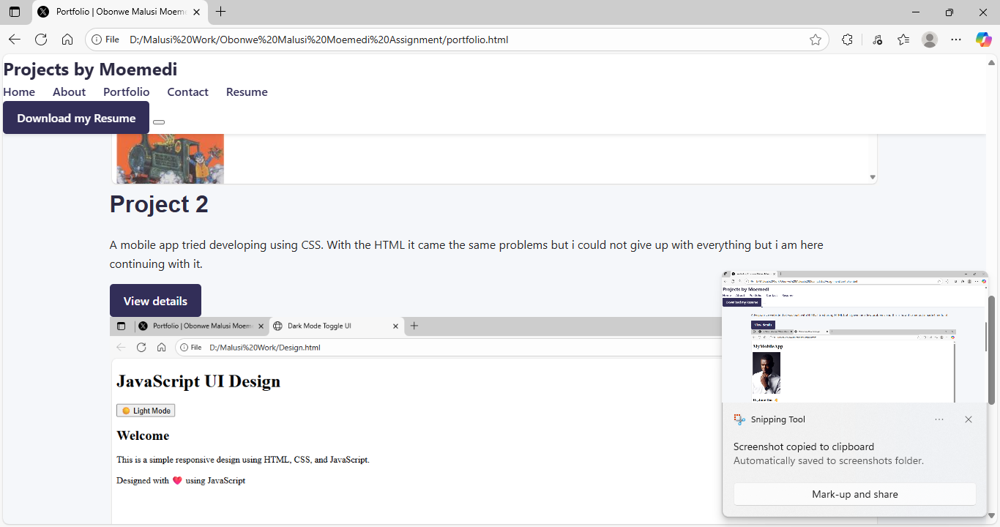 Portfolio | Obonwe Malusi Moem
File D:/Malusi%20Work/Obonwe%20Malusi%20Moemedi%20Assignment/portfolio.html
Projects by Moemedi
Home About Portfolio Contact Resume
Download my Resume
Project 2
A mobile app tried developing using CSS. With the HTML it came the same problems but i could not give up with everything but i am here
continuing with it.
View details
Portfolio | Obonwe Malusi Moem Dark Mode Toggle UI
File D:/Malusi%20Work/Design.html
JavaScript UI Design
Light Mode
Welcome
This is a simple responsive design using HTML, CSS, and JavaScript.
Designed with ❤ using JavaScript
Projects by Moemedi
Home About Portfolio Contact Resume
Download my Resume
View details
MyMobileApp
Snipping Tool
Screenshot copied to clipboard
Automatically saved to screenshots folder.
Mark-up and share